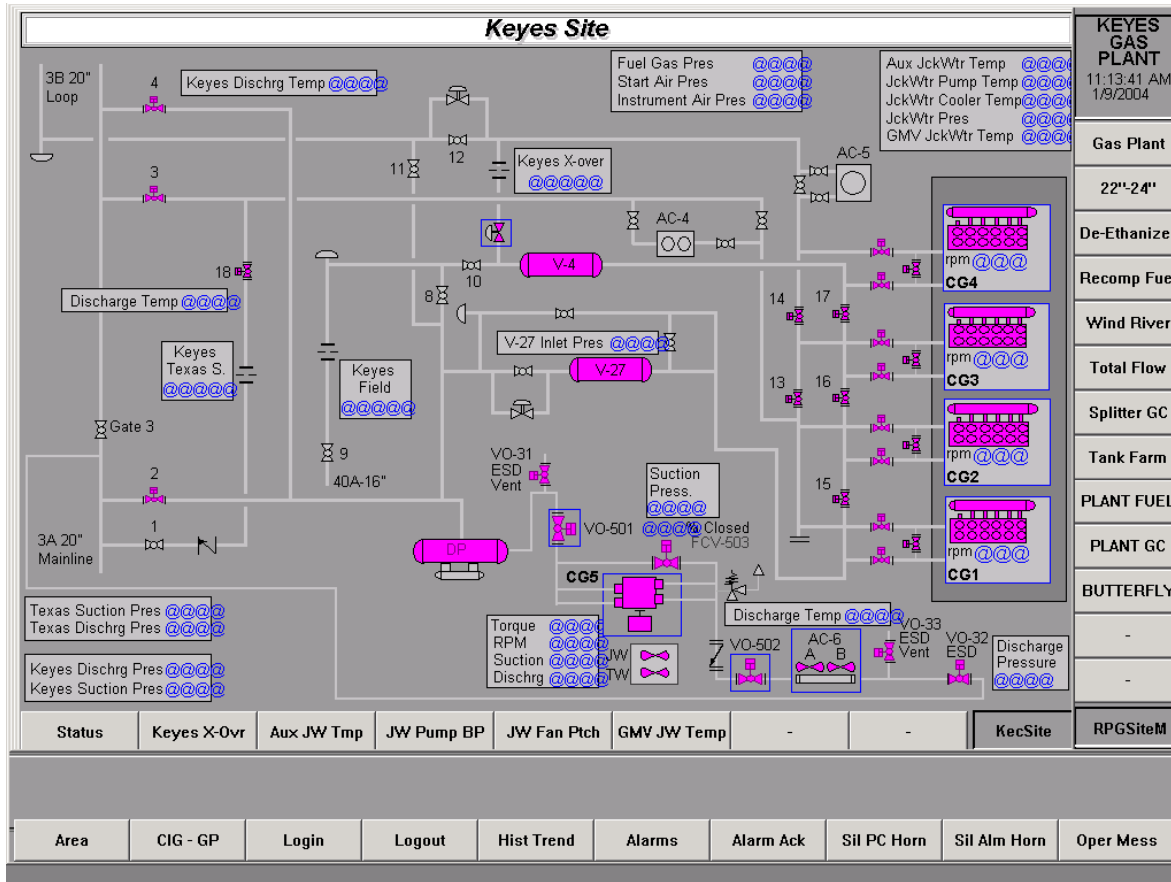 Keyes Site
KEYES
GAS
PLANT
11:13:41 AM
1/9/2004
3B 20"
Loop
4
Keyes Dischrg Temp @@@@
Fuel Gas Pres @@@@
Start Air Pres @@@@
Instrument Air Pres @@@@
Aux JckWtr Temp @@@@
JckWtr Pump Temp @@@@
JckWtr Cooler Temp @@@@
JckWtr Pres @@@@
GMV JckWtr Temp @@@@
Gas Plant
22"-24"
De-Ethanize
Recomp Fue
Wind River
Total Flow
Splitter GC
Tank Farm
PLANT FUEL
PLANT GC
BUTTERFLY
-
-
RPGSiteM
12
11
Keyes X-over
@@@@@
AC-5
3
AC-4
V-4
10
18
8
14
17
rpm @@@
CG4
Discharge Temp @@@@
V-27 Inlet Pres @@@@
Keyes
Texas S.
@@@@@
Keyes
Field
@@@@@
V-27
13
16
rpm @@@
CG3
Gate 3
9
40A-16"
VO-31
ESD
Vent
Suction
Press.
@@@@
rpm @@@
CG2
2
15
1
3A 20"
Mainline
VO-501
@@@@% Closed
FCV-503
DP
CG5
rpm @@@
CG1
Texas Suction Pres @@@@
Texas Dischrg Pres @@@@
Keyes Dischrg Pres @@@@
Keyes Suction Pres @@@@
Torque @@@@
RPM @@@@
Suction @@@@
Dischrg @@@@
JW
TW
Discharge Temp @@@@
VO-502
AC-6
A B
VO-33
ESD
Vent
VO-32
ESD
Discharge
Pressure
@@@@
Status
Keyes X-Ovr
Aux JW Tmp
JW Pump BP
JW Fan Ptch
GMV JW Temp
-
-
KecSite
Area
CIG - GP
Login
Logout
Hist Trend
Alarms
Alarm Ack
Sil PC Horn
Sil Alm Horn
Oper Mess